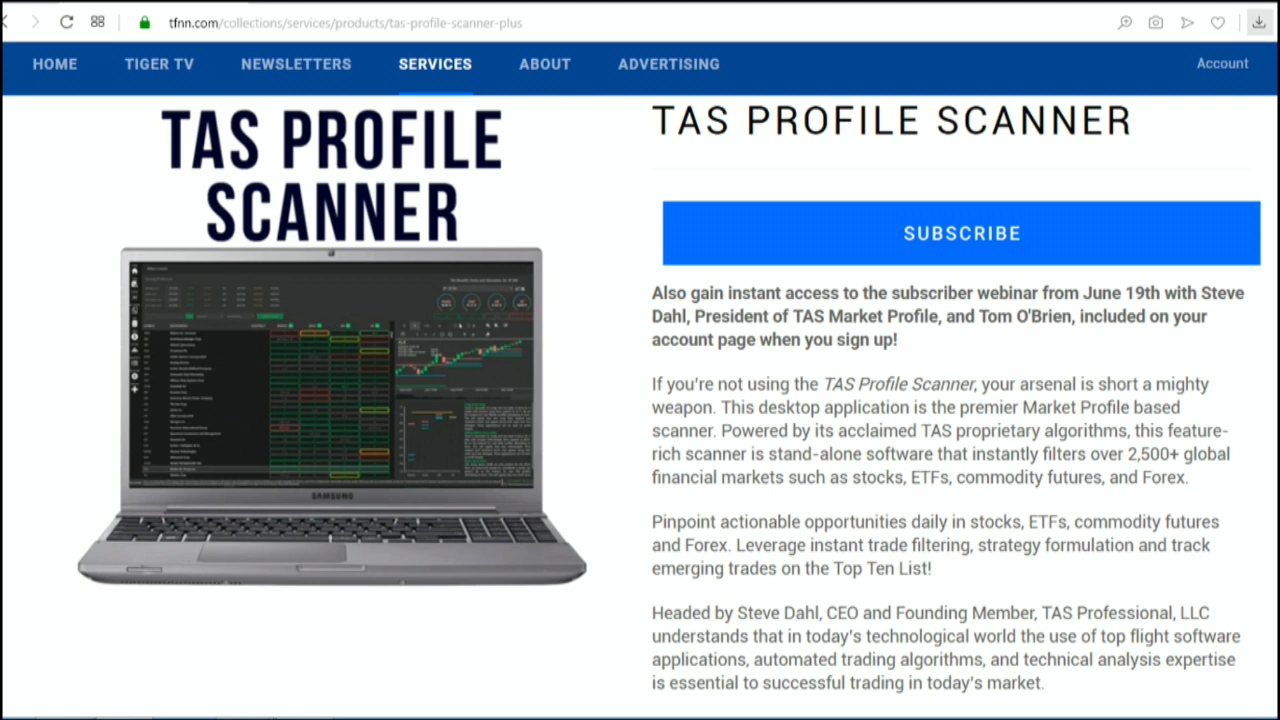 tfnn.com/collections/services/products/tas-profile-scanner-plus
HOME
TIGER TV
NEWSLETTERS
SERVICES
ABOUT
ADVERTISING
Account
TAS PROFILE
SCANNER
SAMSUNG
TAS PROFILE SCANNER
SUBSCRIBE
Also gain instant access to the subscriber webinar from June 19th with Steve
Dahl, President of TAS Market Profile, and Tom O'Brien, included on your
account page when you sign up!
If you're not using the TAS Profile Scanner, your arsenal is short a mighty
weapon. This desktop application is the premier Market Profile based
scanner. Powered by its acclaimed TAS proprietary algorithms, this feature-
rich scanner is stand-alone software that instantly filters over 2,500+ global
financial markets such as stocks, ETFs, commodity futures, and Forex.
Pinpoint actionable opportunities daily in stocks, ETFs, commodity futures
and Forex. Leverage instant trade filtering, strategy formulation and track
emerging trades on the Top Ten List!
Headed by Steve Dahl, CEO and Founding Member, TAS Professional, LLC
understands that in today's technological world the use of top flight software
applications, automated trading algorithms, and technical analysis expertise
is essential to successful trading in today's market.